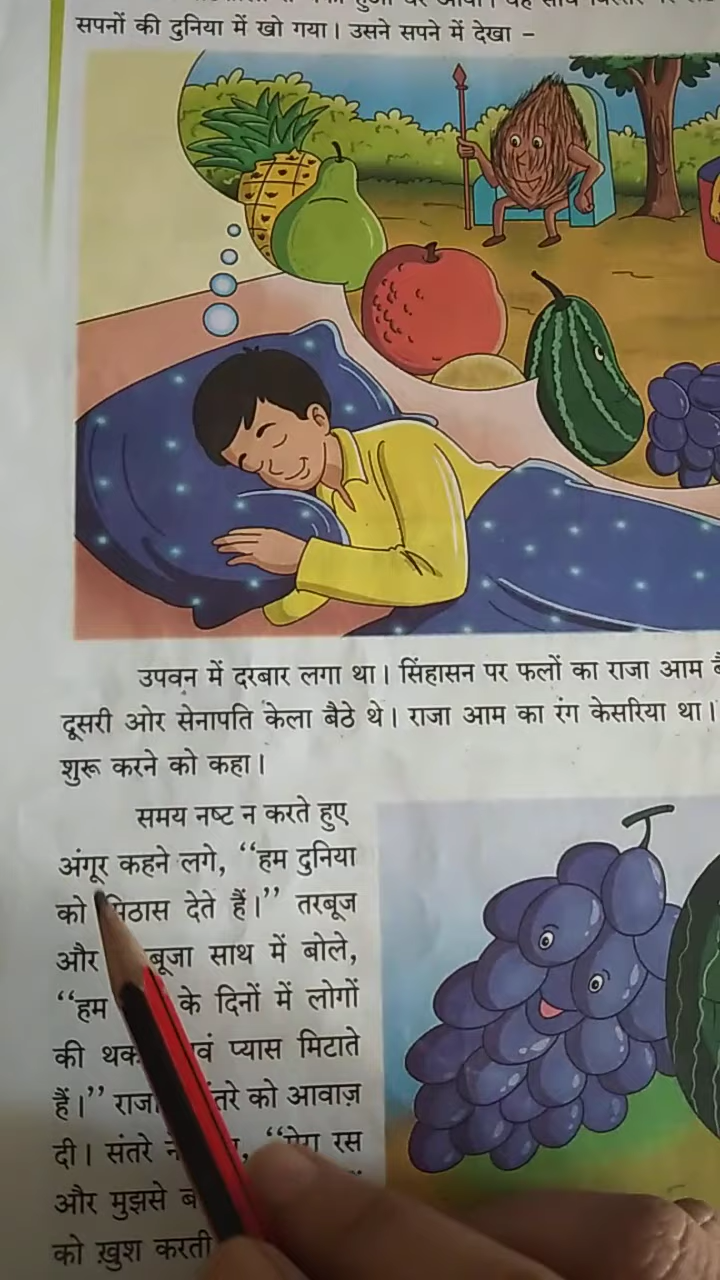 सपनों की दुनिया में खो गया। उसने सपने में देखा –
उपवन में दरबार लगा था। सिंहासन पर फलों का राजा आम
दूसरी ओर सेनापति केला बैठे थे। राजा आम का रंग केसरिया था।
शुरू करने को कहा।
समय नष्ट न करते हुए
अंगूर कहने लगे, “हम दुनिया
को मिठास देते हैं।” तरबूज
और बूजा साथ में बोले,
“हम के दिनों में लोगों
की थक वं प्यास मिटाते
हैं।” राजा तरे को आवाज़
दी। संतरे रस
और मुझसे
को ख़ुश करती